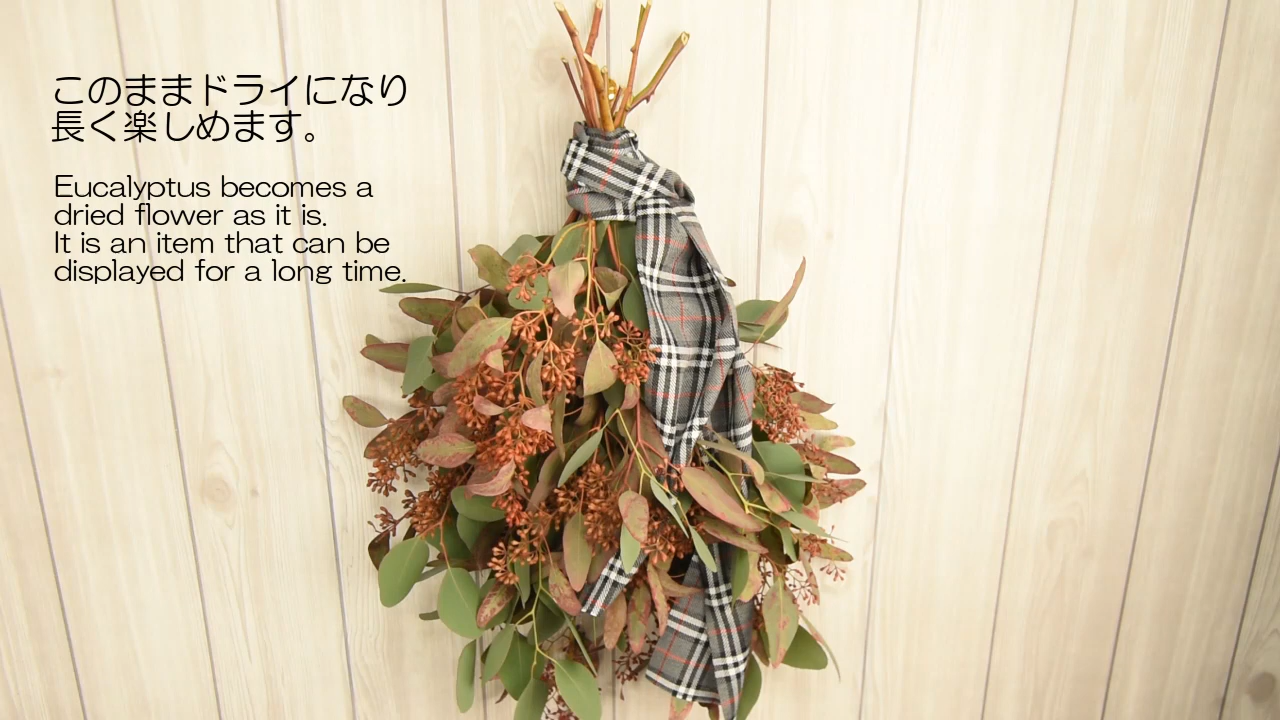 このままドライになり
長く楽しめます。
Eucalyptus becomes a
dried flower as it is.
It is an item that can be
displayed for a long time.